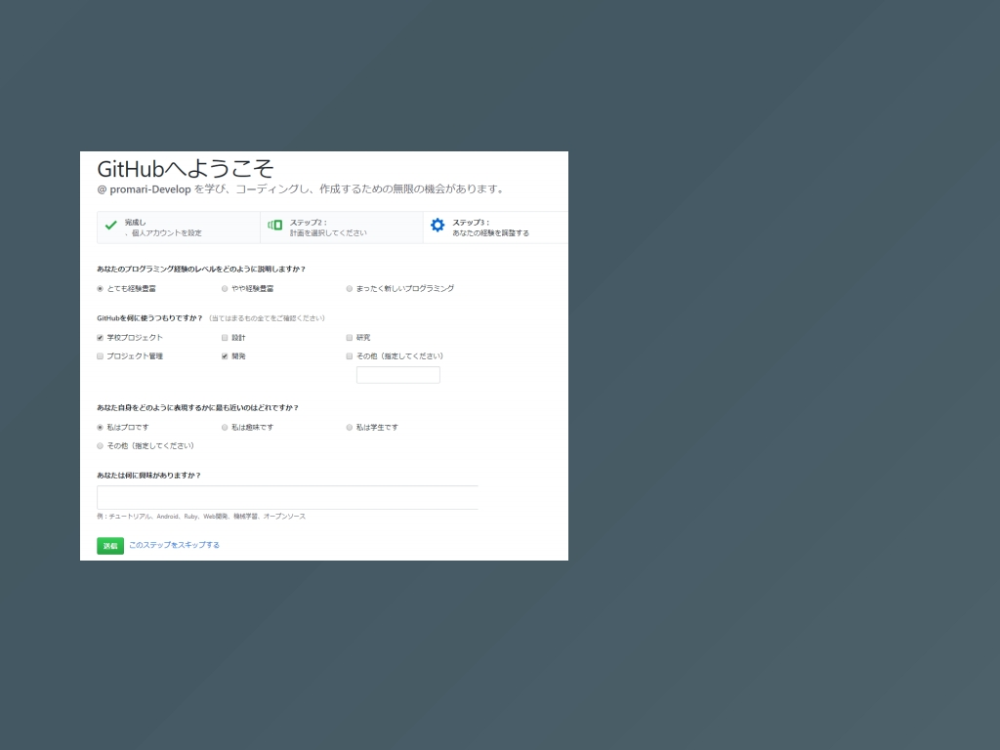 GitHubへようこそ
@ promari-Develop を学び、コーディングし、作成するための無限の機会があります。
完成し
、個人アカウントを設定
ステップ2：
計画を選択してください
ステップ3：
あなたの経験を調整する
あなたのプログラミング経験のレベルをどのように説明しますか？
とても経験豊富 やや経験豊富 まったく新しいプログラミング
GitHubを何に使うつもりですか？（当てはまるもの全てをご確認ください）
学校プロジェクト 設計 研究
プロジェクト管理 開発 その他（指定してください）
あなた自身をどのように表現するかに最も近いのはどれですか？
私はプロです 私は趣味です 私は学生です
その他（指定してください）
あなたは何に興味がありますか？
例：チュートリアル、Android、Ruby、Web開発、機械学習、オープンソース
送信 このステップをスキップする